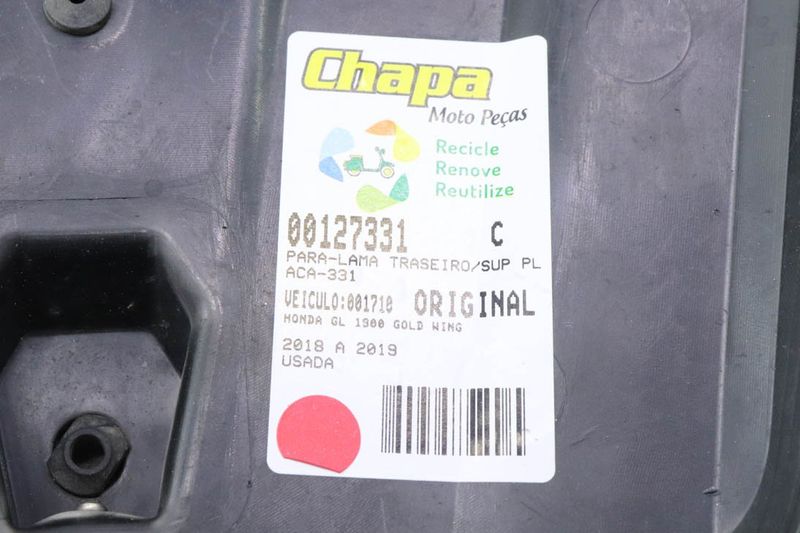 Chapa
Moto Peças
Recicle
Renove
Reutilize
00127331 C
PARA-LAMA TRASEIRO/SUP PL
ACA-331
VEICULO:001710 ORIGINAL
HONDA GL 1800 GOLD WING
2018 A 2019
USADA